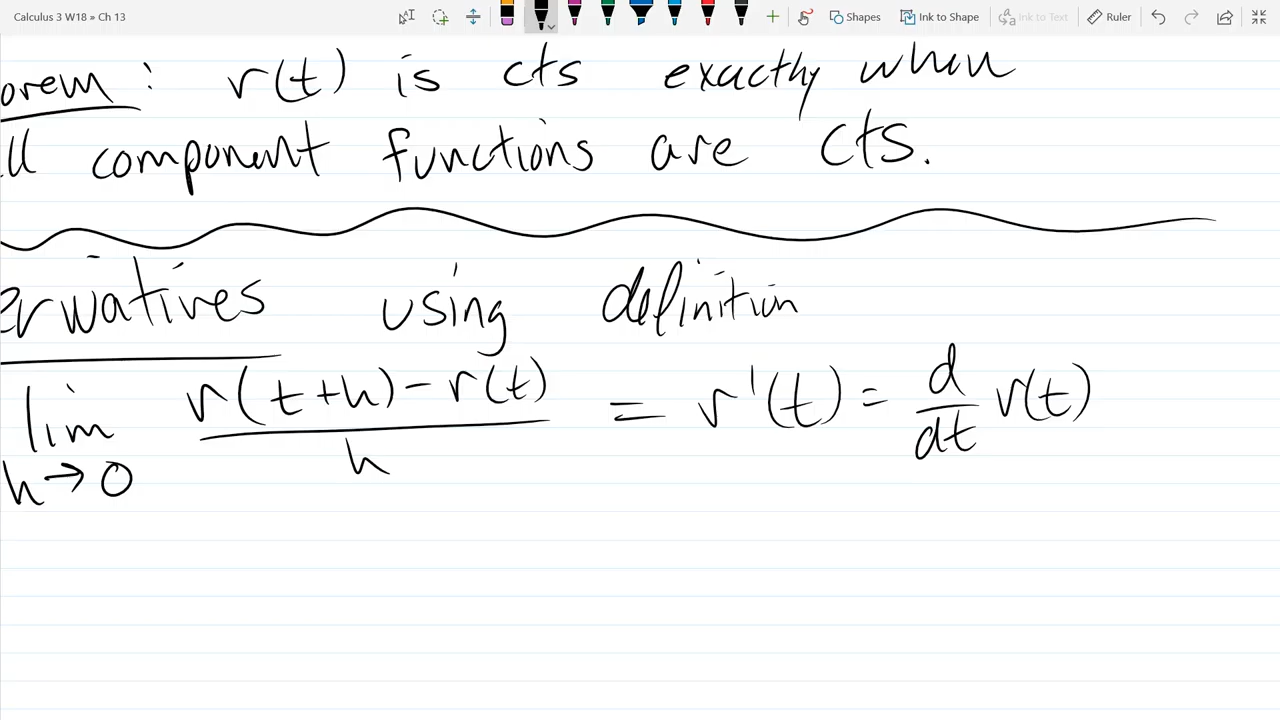 Calculus 3 W18 » Ch 13
Shapes
Ink to Shape
Ink to Text
Ruler
orem: r(t) is cts exactly when
ll component functions are cts.
erivatives using definition
lim h→0 r(t+h)-r(t) / h = r'(t) = d/dt r(t)